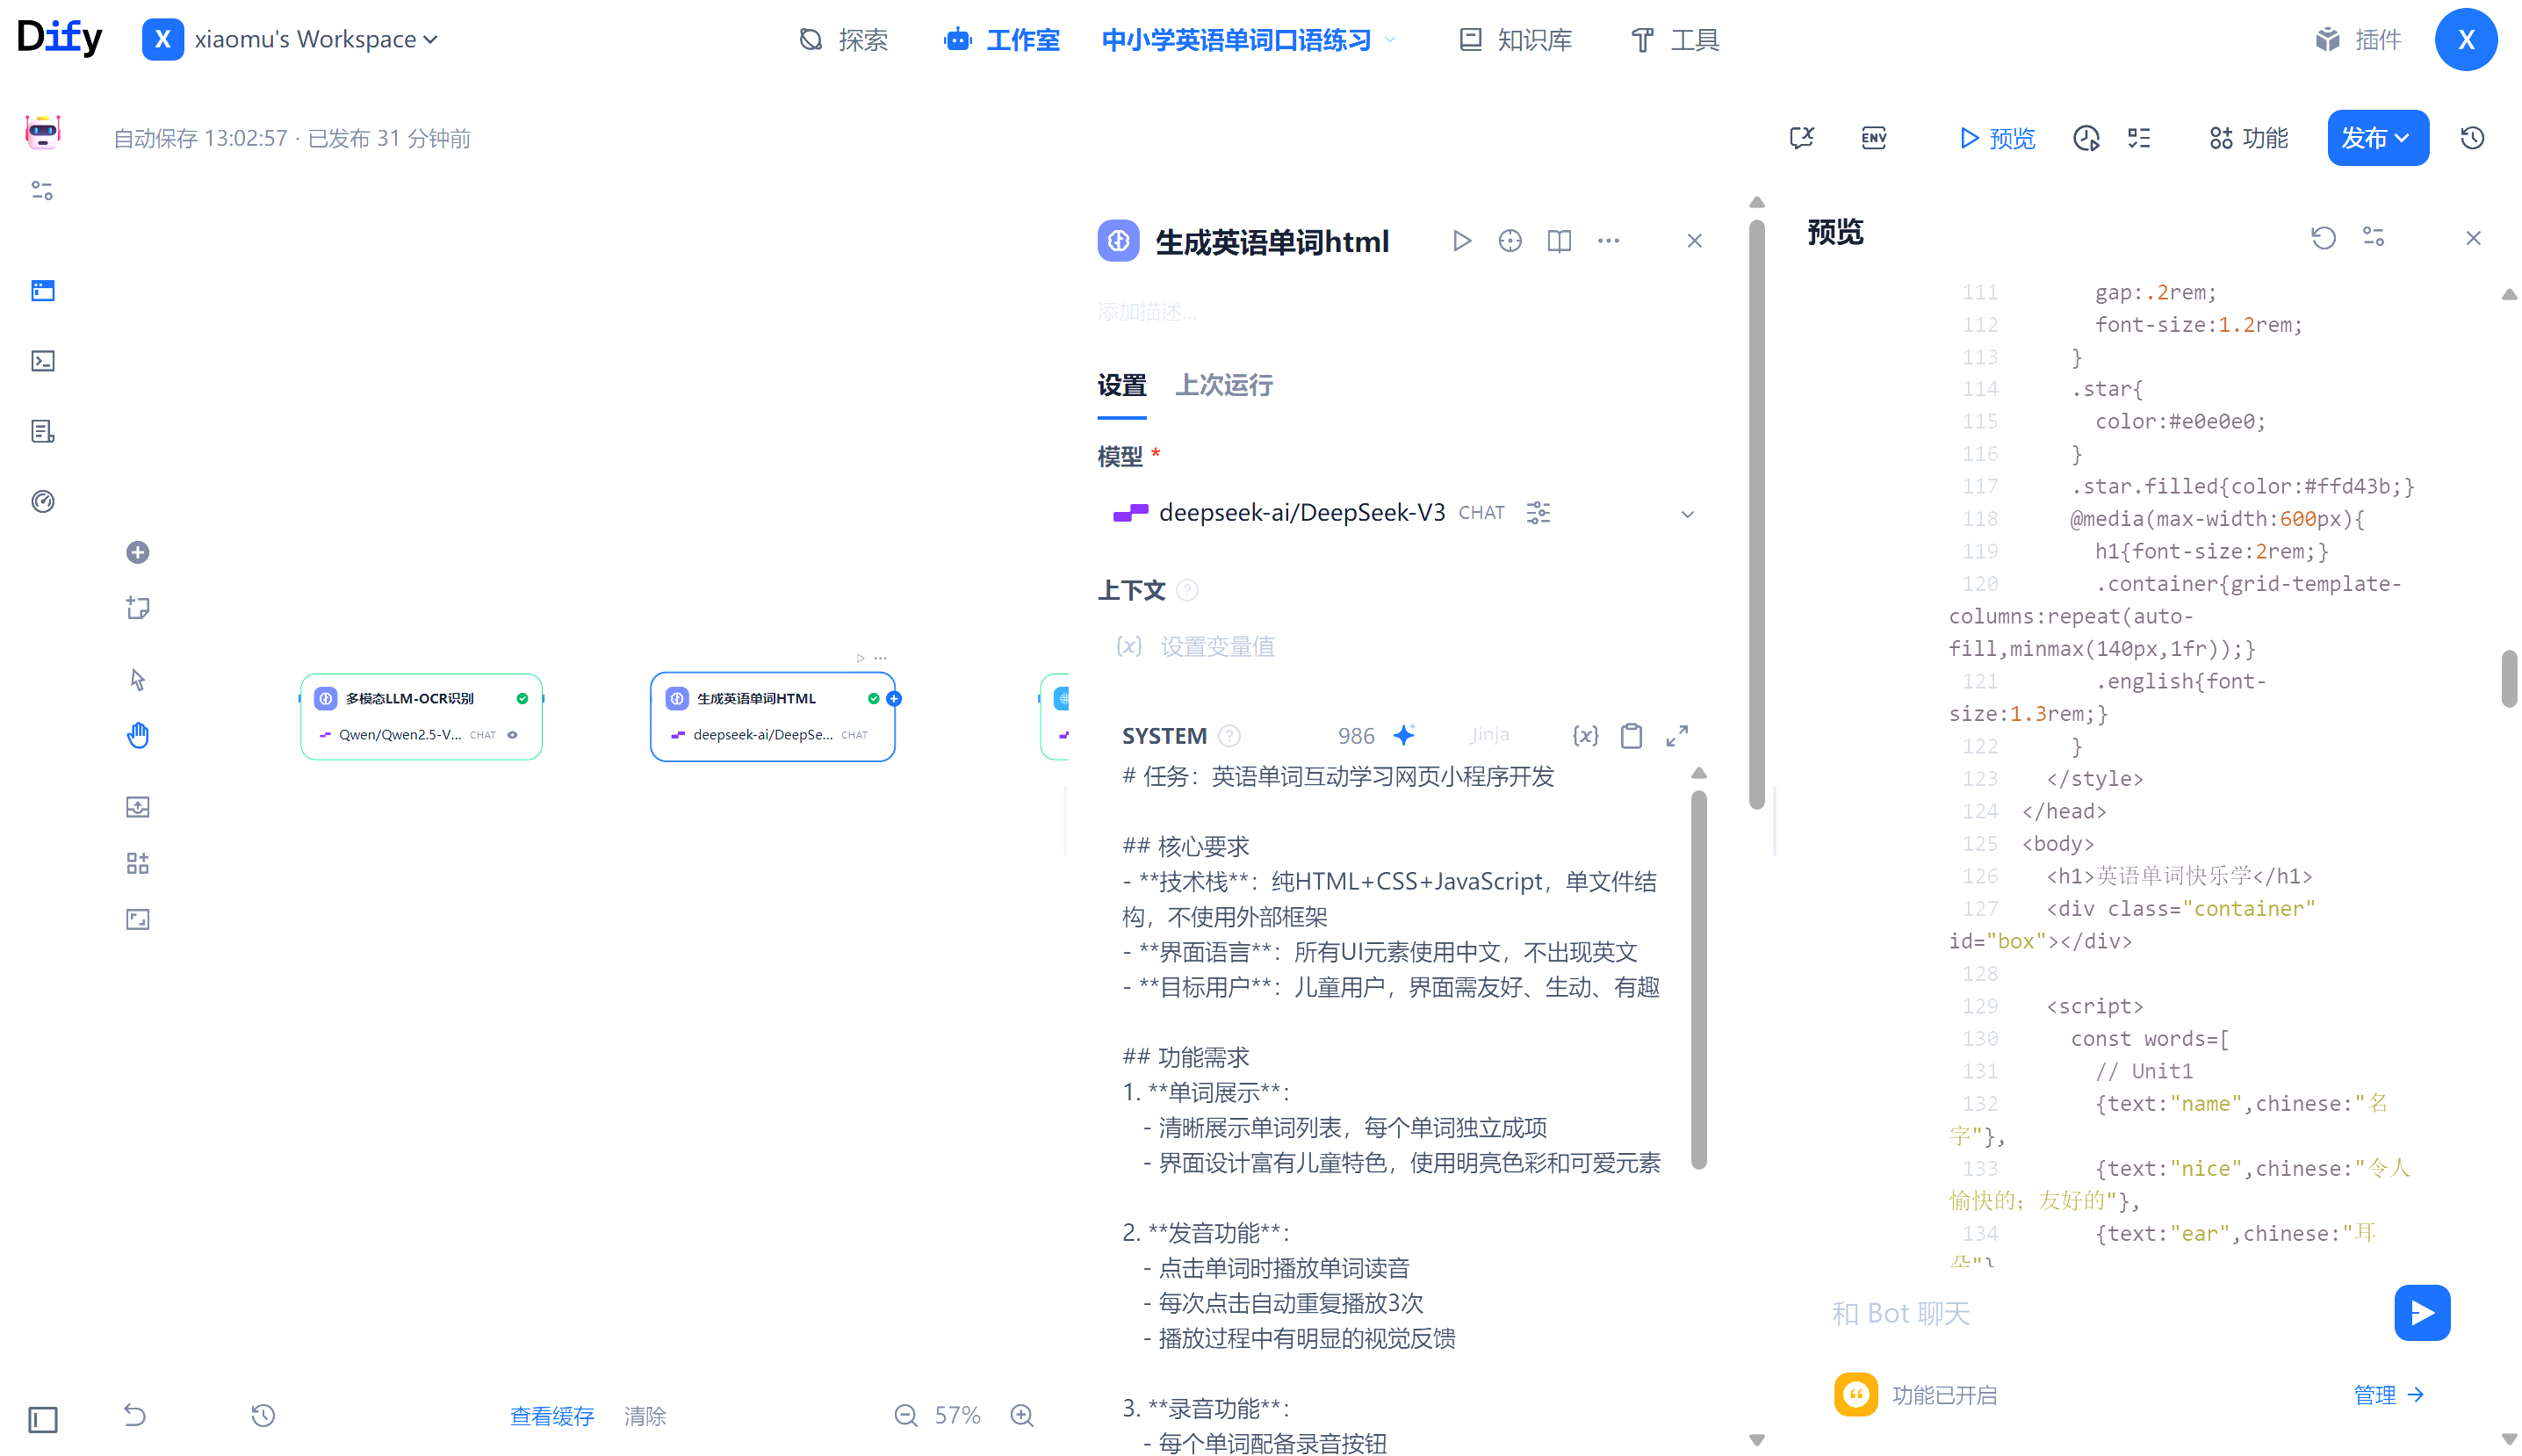 Dify
X
xiaomu's Workspace
探索
工作室
中小学英语单词口语练习
知识库
工具
插件
X
自动保存 13:02:57 · 已发布 31 分钟前
ENV
预览
功能
发布
多模态LLM-OCR识别
Qwen/Qwen2.5-V... CHAT
生成英语单词HTML
deepseek-ai/DeepSe... CHAT
查看缓存
清除
57%
生成英语单词html
添加描述...
设置
上次运行
模型 *
deepseek-ai/DeepSeek-V3 CHAT
上下文
{x} 设置变量值
SYSTEM 986 Jinja {x}
# 任务：英语单词互动学习网页小程序开发
## 核心要求
- **技术栈**：纯HTML+CSS+JavaScript，单文件结
构，不使用外部框架
- **界面语言**：所有UI元素使用中文，不出现英文
- **目标用户**：儿童用户，界面需友好、生动、有趣
## 功能需求
1. **单词展示**：
- 清晰展示单词列表，每个单词独立成项
- 界面设计富有儿童特色，使用明亮色彩和可爱元素
2. **发音功能**：
- 点击单词时播放单词读音
- 每次点击自动重复播放3次
- 播放过程中有明显的视觉反馈
3. **录音功能**：
- 每个单词配备录音按钮
预览
111 gap:.2rem;
112 font-size:1.2rem;
113 }
114 .star{
115 color:#e0e0e0;
116 }
117 .star.filled{color:#ffd43b;}
118 @media(max-width:600px){
119 h1{font-size:2rem;}
120 .container{grid-template-
columns:repeat(auto-
fill,minmax(140px,1fr));}
121 .english{font-
size:1.3rem;}
122 }
123 </style>
124 </head>
125 <body>
126 <h1>英语单词快乐学</h1>
127 <div class="container"
id="box"></div>
128
129 <script>
130 const words=[
131 // Unit1
132 {text:"name",chinese:"名
字"},
133 {text:"nice",chinese:"令人
愉快的；友好的"},
134 {text:"ear",chinese:"耳
朵"}
和 Bot 聊天
功能已开启
管理